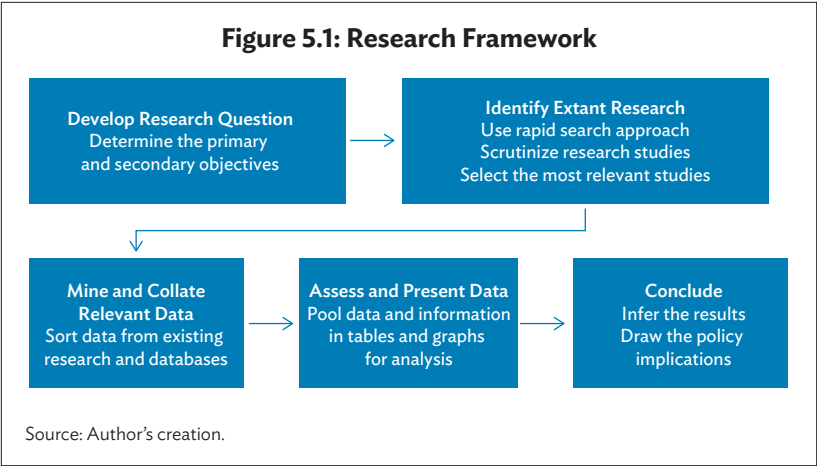 Figure 5.1: Research Framework
Develop Research Question
Determine the primary
and secondary objectives
Identify Extant Research
Use rapid search approach
Scrutinize research studies
Select the most relevant studies
Mine and Collate
Relevant Data
Sort data from existing
research and databases
Assess and Present Data
Pool data and information
in tables and graphs
for analysis
Conclude
Infer the results
Draw the policy
implications
Source: Author’s creation.